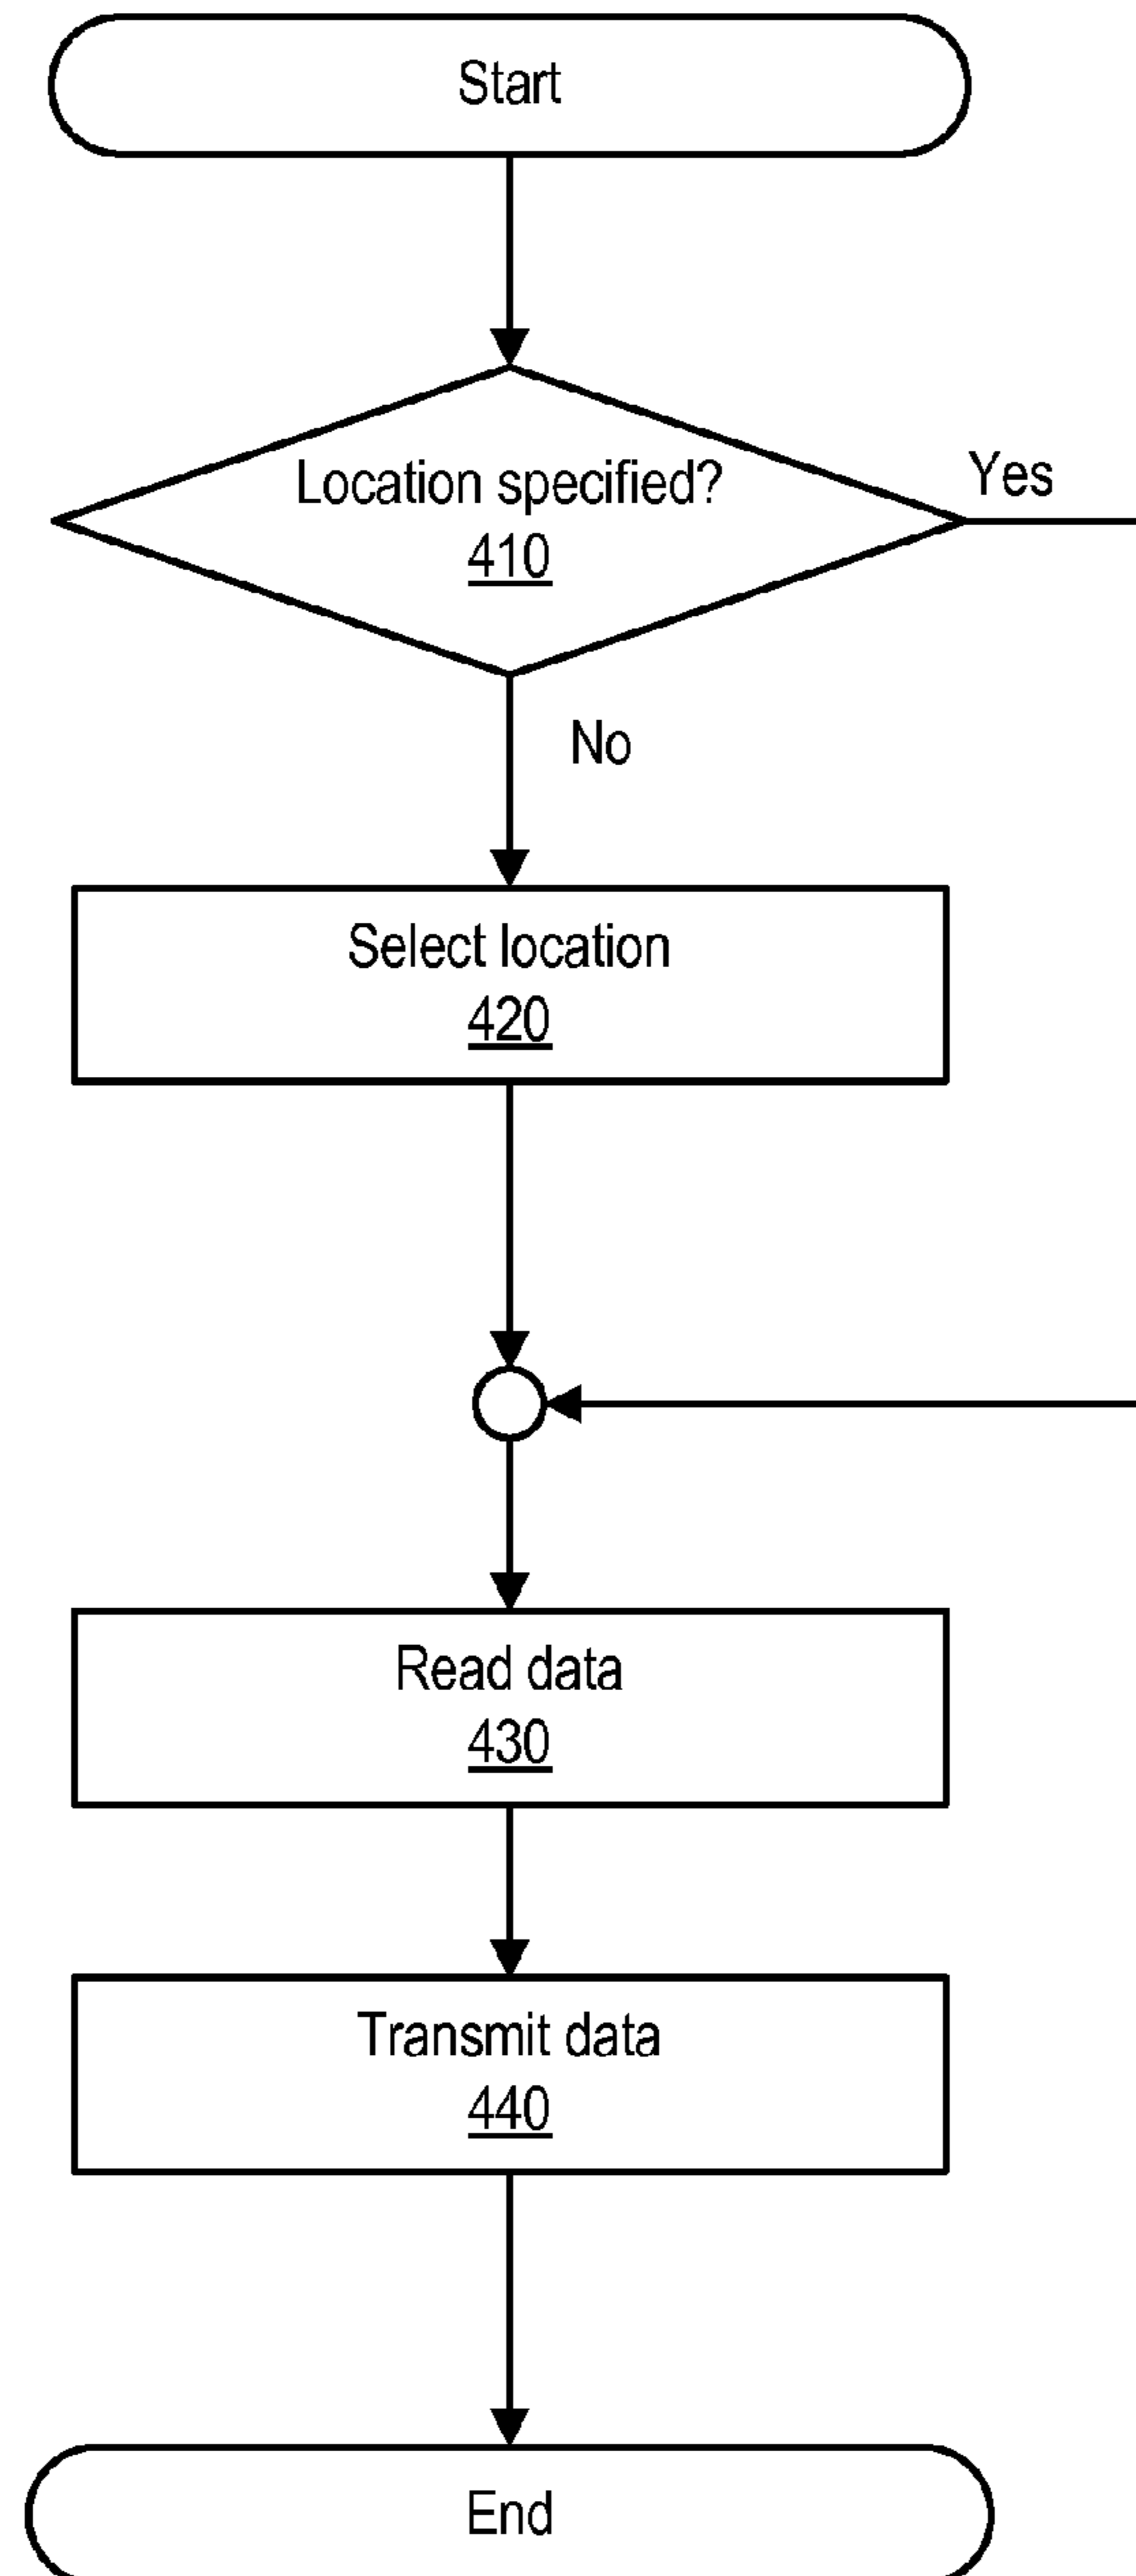 Start
Location specified?
410
Yes
No
Select location
420
Read data
430
Transmit data
440
End